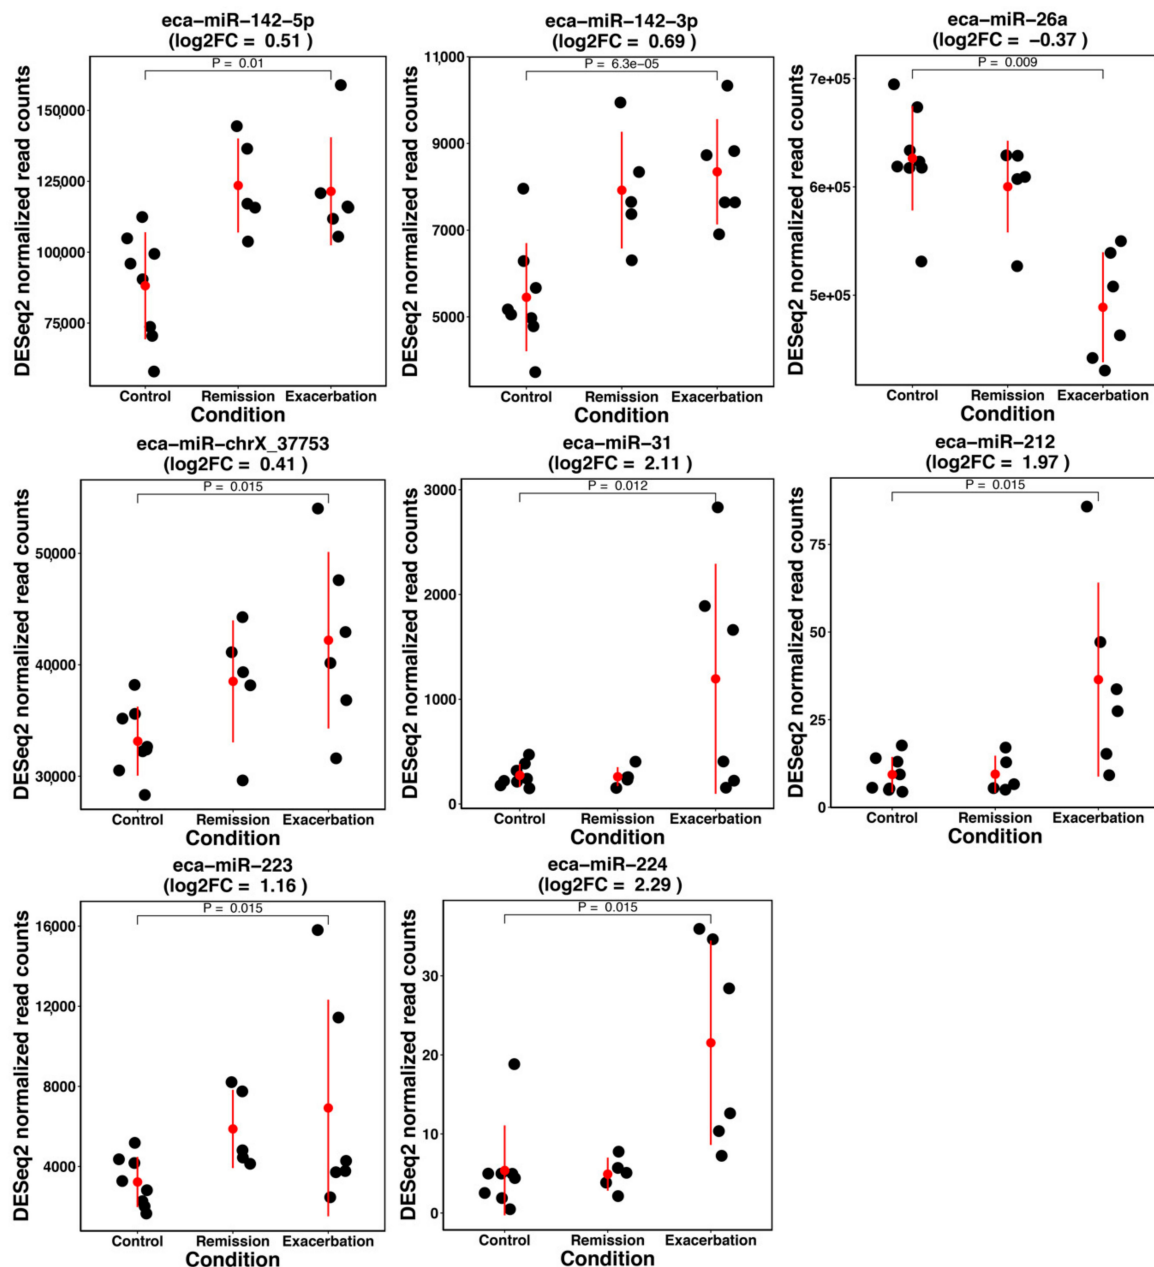 eca-miR-142-5p
(log2FC = 0.51 )
DESeq2 normalized read counts
150,000
125,000
100,000
75,000
P = 0.01
Control Remission Exacerbation
Condition
eca-miR-142-3p
(log2FC = 0.69 )
DESeq2 normalized read counts
11,000
9,000
7,000
5,000
P = 6.3e-05
Control Remission Exacerbation
Condition
eca-miR-26a
(log2FC = -0.37 )
DESeq2 normalized read counts
7e+05
6e+05
5e+05
P = 0.009
Control Remission Exacerbation
Condition
eca-miR-chrX_37753
(log2FC = 0.41 )
DESeq2 normalized read counts
50,000
40,000
30,000
P = 0.015
Control Remission Exacerbation
Condition
eca-miR-31
(log2FC = 2.11 )
DESeq2 normalized read counts
3000
2000
1000
0
P = 0.012
Control Remission Exacerbation
Condition
eca-miR-212
(log2FC = 1.97 )
DESeq2 normalized read counts
75
50
25
0
P = 0.015
Control Remission Exacerbation
Condition
eca-miR-223
(log2FC = 1.16 )
DESeq2 normalized read counts
16000
12000
8000
4000
P = 0.015
Control Remission Exacerbation
Condition
eca-miR-224
(log2FC = 2.29 )
DESeq2 normalized read counts
30
20
10
0
P = 0.015
Control Remission Exacerbation
Condition